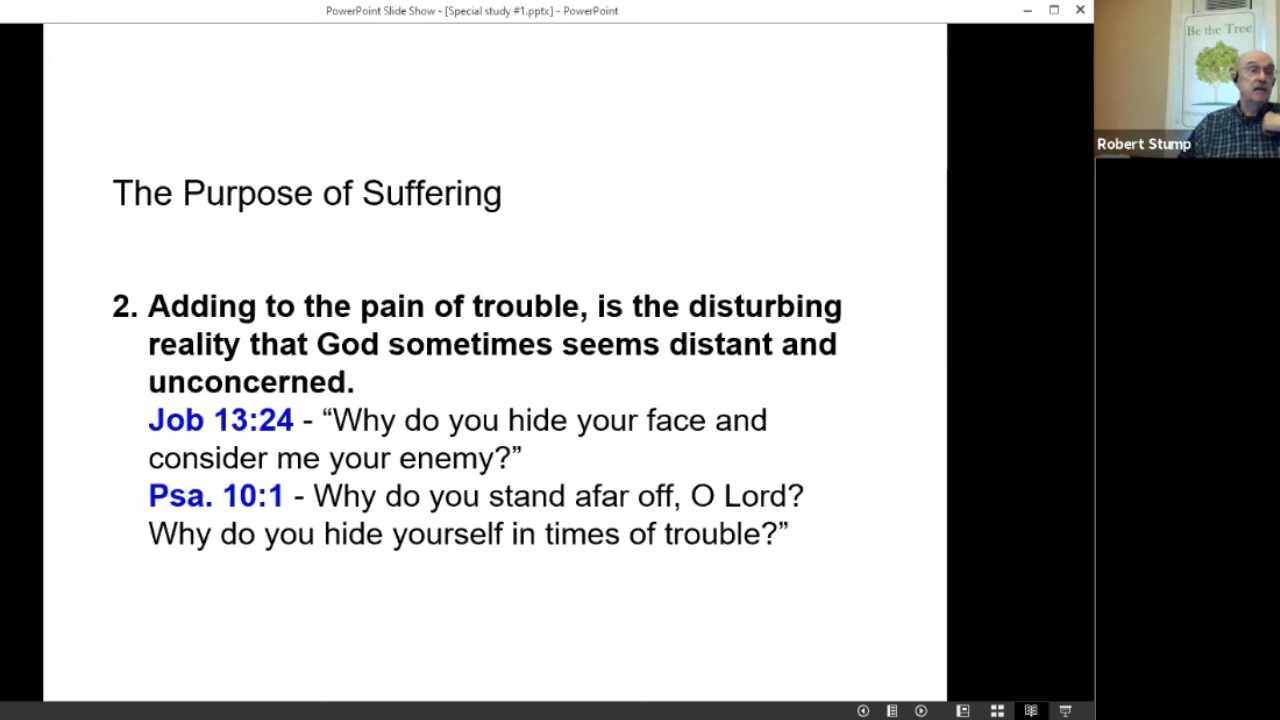 PowerPoint Slide Show - [Special study #1.pptx] - PowerPoint
Be the Tree
Robert Stump
The Purpose of Suffering
2. Adding to the pain of trouble, is the disturbing
reality that God sometimes seems distant and
unconcerned.
Job 13:24 - “Why do you hide your face and
consider me your enemy?”
Psa. 10:1 - Why do you stand afar off, O Lord?
Why do you hide yourself in times of trouble?”